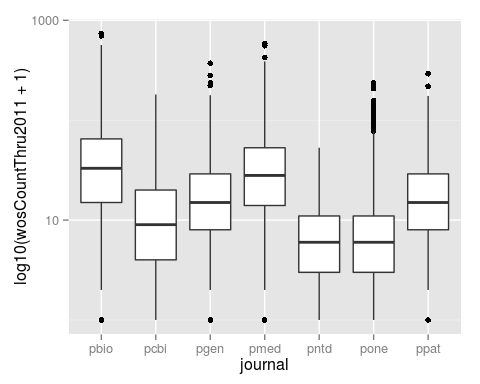 1000
10
log10(wosCountThru2011 + 1)
pbio pcbi pgen pmed pntd pone ppat
journal